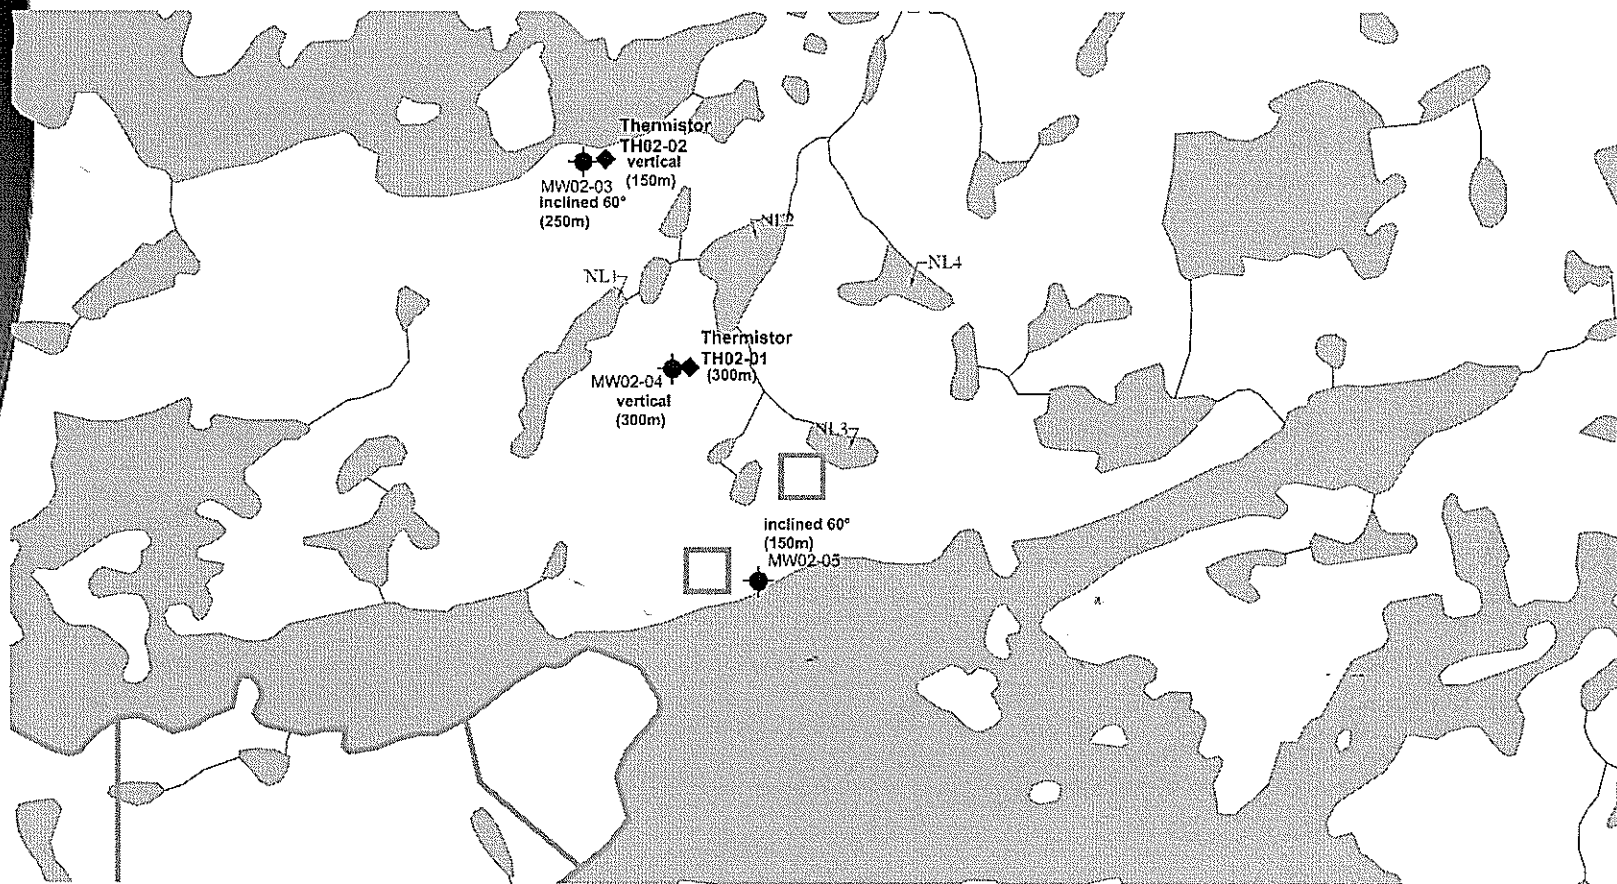 Thermistor
TH02-02
vertical
(150m)
MW02-03
inclined 60°
(250m)
NL2
NL1
NL4
Thermistor
TH02-01
(300m)
MW02-04
vertical
(300m)
NL3
inclined 60°
(150m)
MW02-05